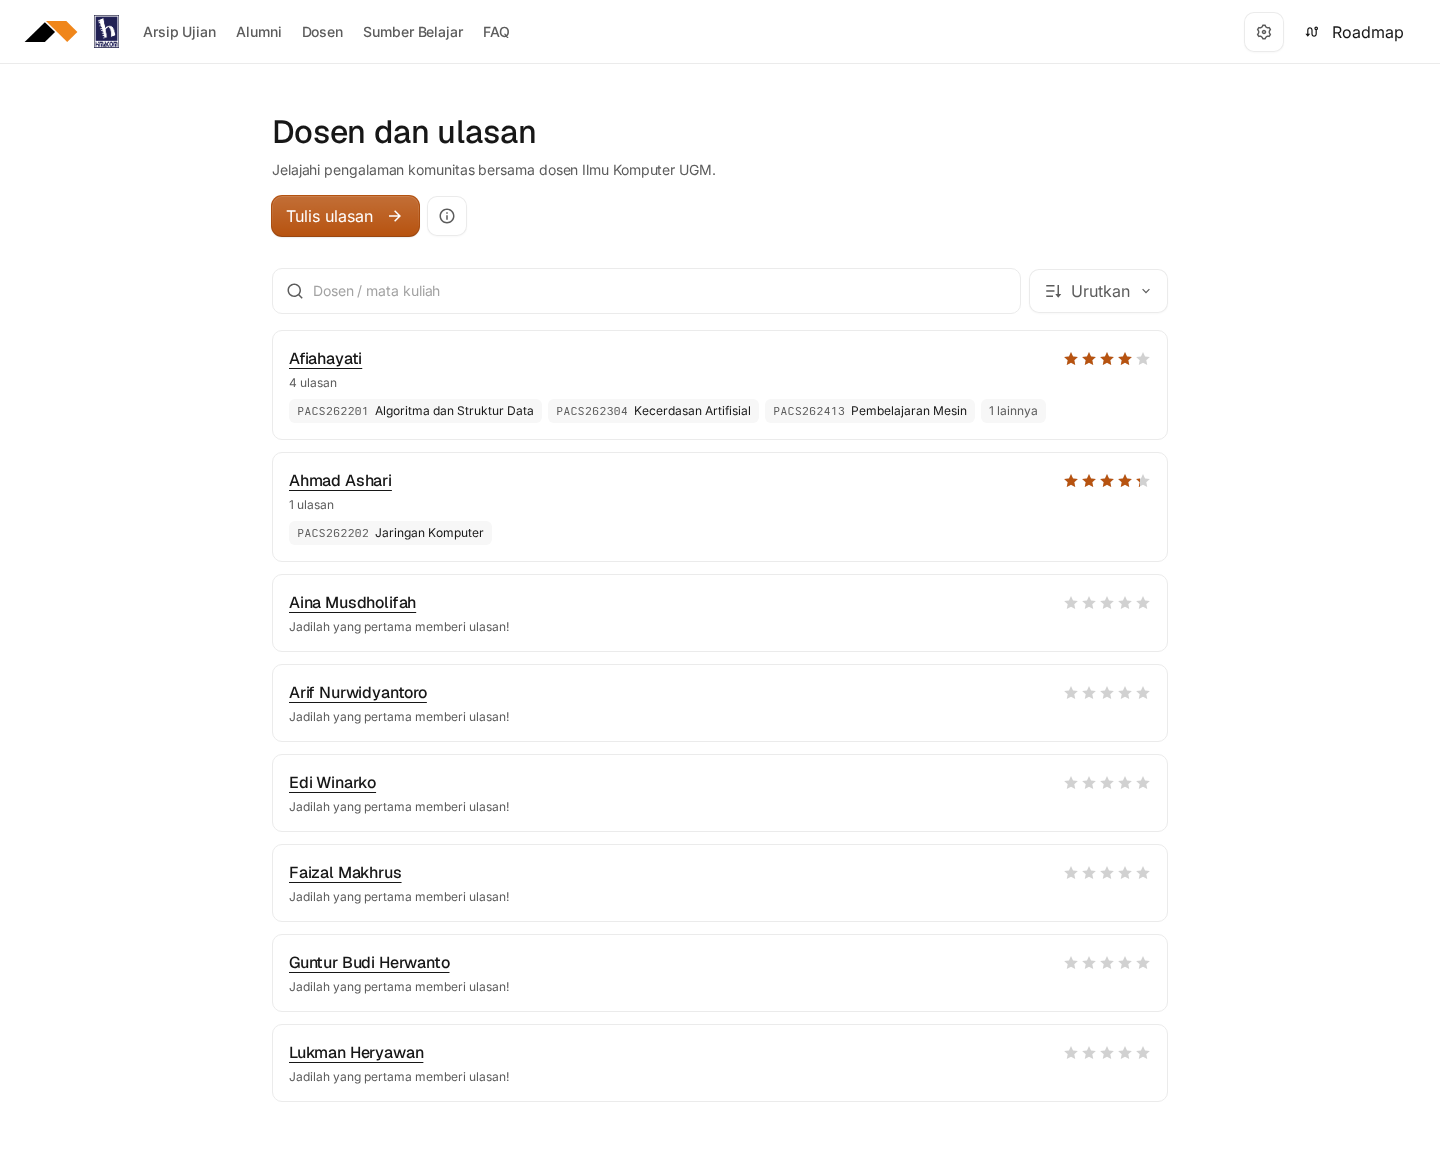 Arsip Ujian
Alumni
Dosen
Sumber Belajar
FAQ
Roadmap
Dosen dan ulasan
Jelajahi pengalaman komunitas bersama dosen Ilmu Komputer UGM.
Tulis ulasan
Dosen / mata kuliah
Urutkan
Afiahayati
4 ulasan
PACS262201 Algoritma dan Struktur Data
PACS262304 Kecerdasan Artifisial
PACS262413 Pembelajaran Mesin
1 lainnya
Ahmad Ashari
1 ulasan
PACS262202 Jaringan Komputer
Aina Musdholifah
Jadilah yang pertama memberi ulasan!
Arif Nurwidyantoro
Jadilah yang pertama memberi ulasan!
Edi Winarko
Jadilah yang pertama memberi ulasan!
Faizal Makhrus
Jadilah yang pertama memberi ulasan!
Guntur Budi Herwanto
Jadilah yang pertama memberi ulasan!
Lukman Heryawan
Jadilah yang pertama memberi ulasan!